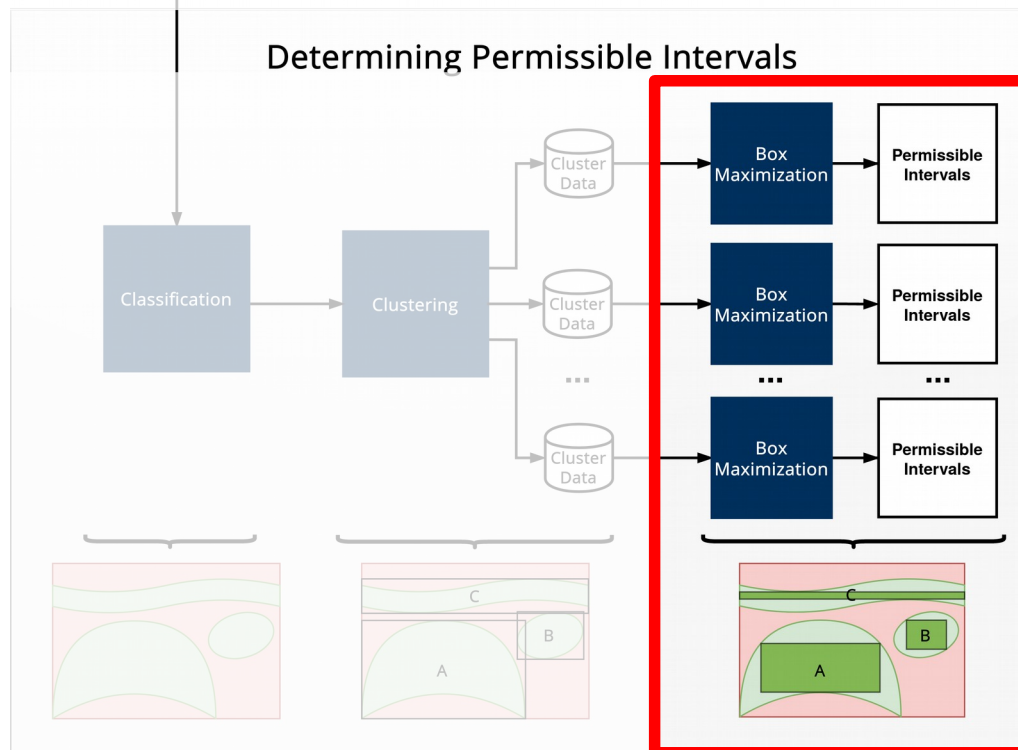 Determining Permissible Intervals
Classification
Clustering
Cluster
Data
Box
Maximization
Permissible
Intervals
Cluster
Data
Box
Maximization
Permissible
Intervals
...
...
...
Cluster
Data
Box
Maximization
Permissible
Intervals
C
B
A
C
B
A